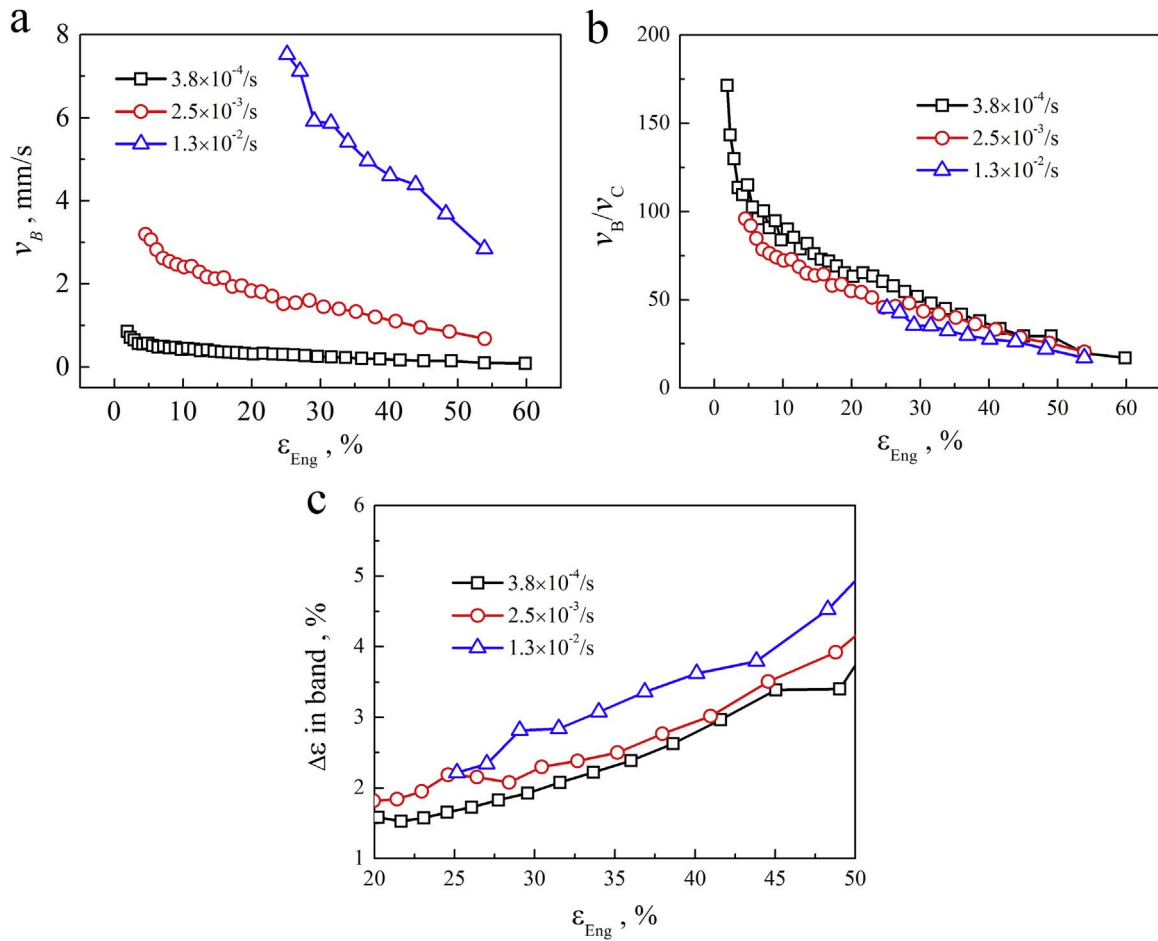 a
8
6
4
2
0
v_B , mm/s
3.8×10⁻⁴/s
2.5×10⁻³/s
1.3×10⁻²/s
0 10 20 30 40 50 60
ε_Eng , %
b
200
150
100
50
0
v_B/v_C
3.8×10⁻⁴/s
2.5×10⁻³/s
1.3×10⁻²/s
0 10 20 30 40 50 60
ε_Eng , %
c
6
5
4
3
2
1
Δε in band , %
3.8×10⁻⁴/s
2.5×10⁻³/s
1.3×10⁻²/s
20 25 30 35 40 45 50
ε_Eng , %